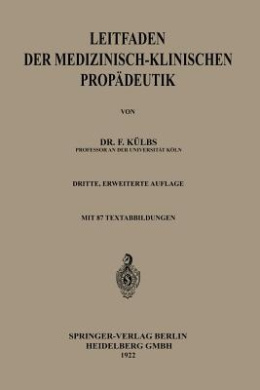 LEITFADEN
DER MEDIZINISCH-KLINISCHEN
PROPÄDEUTIK
VON
DR. F. KÜLBS
PROFESSOR AN DER UNIVERSITÄT KÖLN
DRITTE, ERWEITERTE AUFLAGE
MIT 87 TEXTABBILDUNGEN
SPRINGER-VERLAG BERLIN
HEIDELBERG GMBH
1922